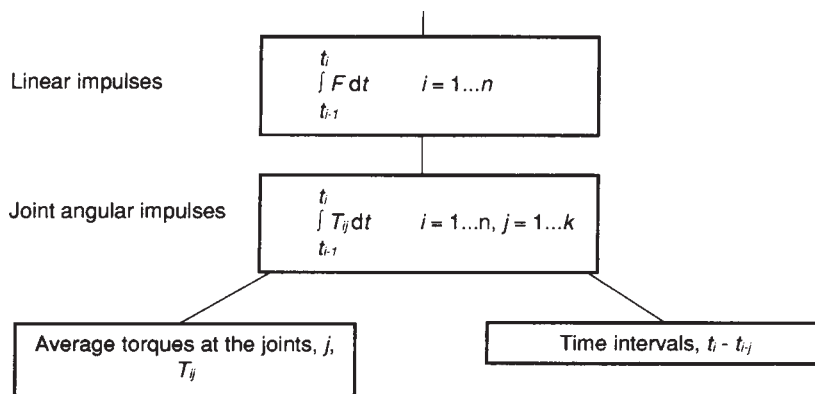 Linear impulses
tᵢ
∫ F dt i = 1...n
tᵢ₋₁
Joint angular impulses
tᵢ
∫ Tᵢⱼ dt i = 1...n, j = 1...k
tᵢ₋₁
Average torques at the joints, j,
Tᵢⱼ
Time intervals, tᵢ - tᵢ₋ⱼ